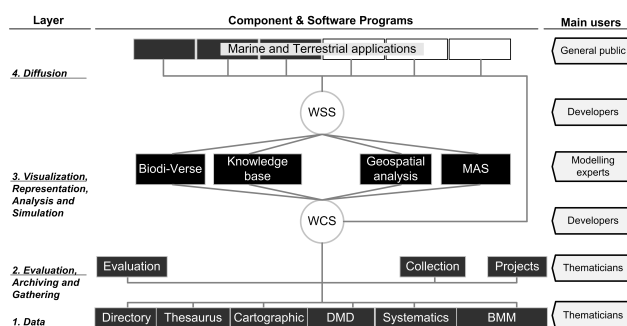 Layer
Component & Software Programs
Main users
Marine and Terrestrial applications
General public
4. Diffusion
WSS
Developers
Biodi-Verse
Knowledge
base
Geospatial
analysis
MAS
Modelling
experts
3. Visualization,
Representation,
Analysis and
Simulation
WCS
Developers
Evaluation
Collection
Projects
Thematicians
2. Evaluation,
Archiving and
Gathering
Directory
Thesaurus
Cartographic
DMD
Systematics
BMM
Thematicians
1. Data